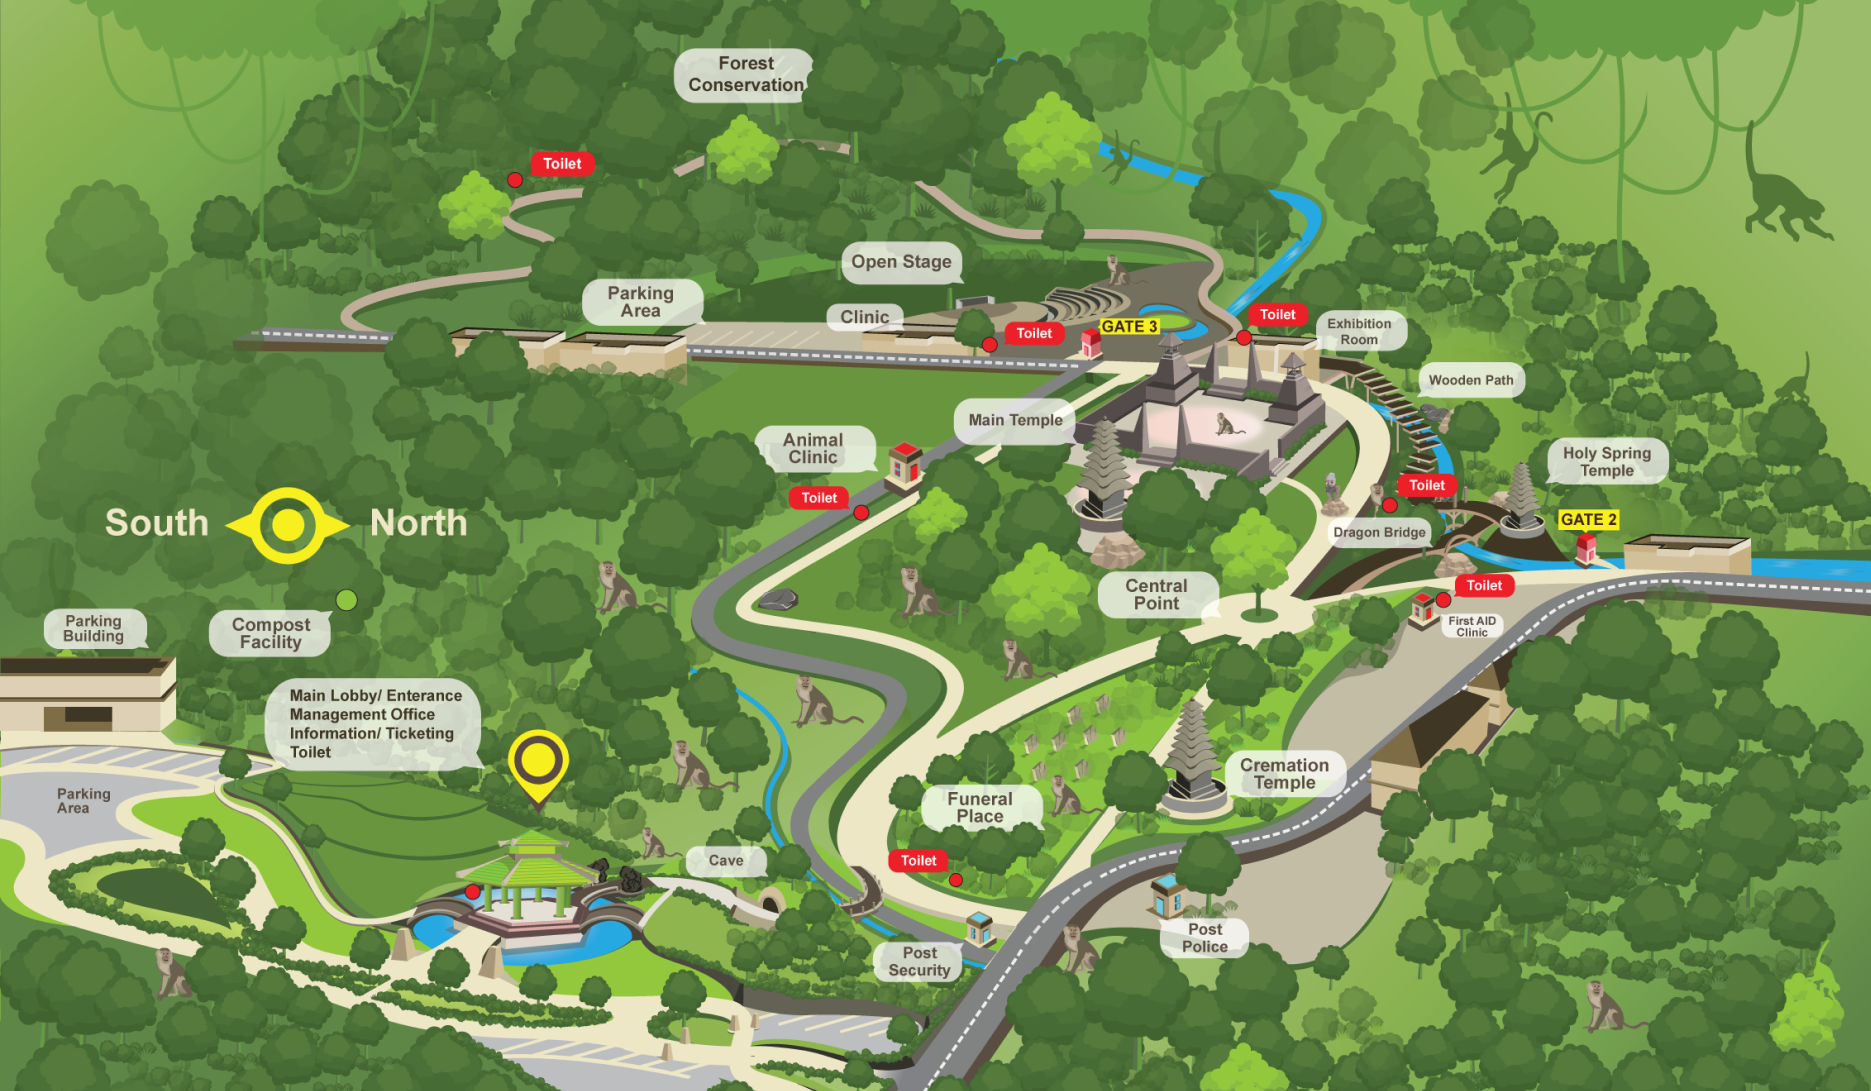 Forest
Conservation
Toilet
Open Stage
Parking
Area
Clinic
Toilet
GATE 3
Toilet
Exhibition
Room
Wooden Path
Main Temple
Animal
Clinic
Toilet
Holy Spring
Temple
Toilet
GATE 2
Dragon Bridge
South
North
Central
Point
Toilet
First AID
Clinic
Parking
Building
Compost
Facility
Main Lobby/ Enterance
Management Office
Information/ Ticketing
Toilet
Parking
Area
Cremation
Temple
Funeral
Place
Cave
Toilet
Post
Security
Post
Police